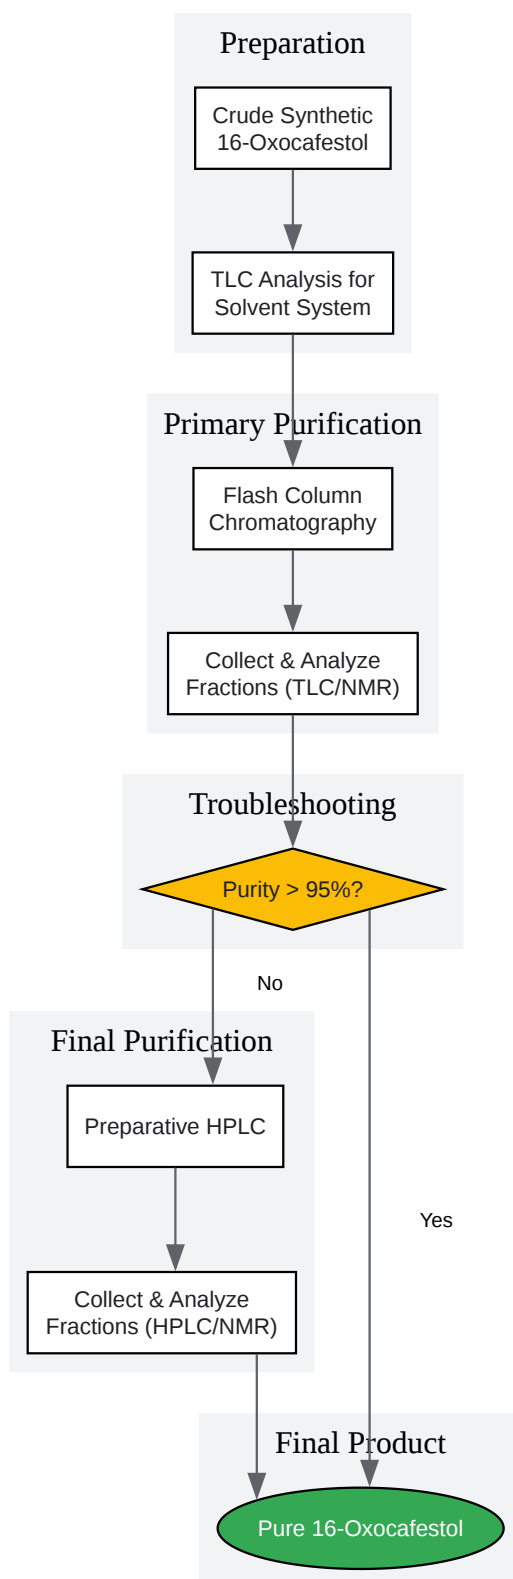 Preparation
Crude Synthetic
16-Oxocafestol
TLC Analysis for
Solvent System
Primary Purification
Flash Column
Chromatography
Collect & Analyze
Fractions (TLC/NMR)
Troubleshooting
Purity > 95%?
No
Final Purification
Preparative HPLC
Yes
Collect & Analyze
Fractions (HPLC/NMR)
Final Product
Pure 16-Oxocafestol